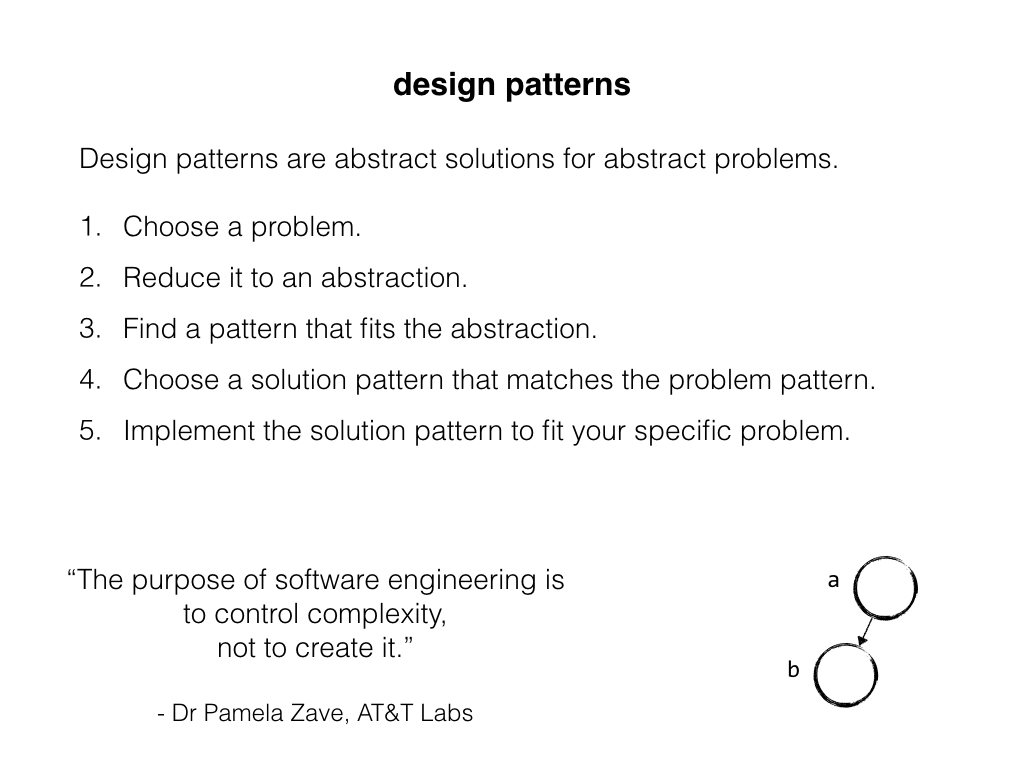 design patterns
Design patterns are abstract solutions for abstract problems.
1. Choose a problem.
2. Reduce it to an abstraction.
3. Find a pattern that fits the abstraction.
4. Choose a solution pattern that matches the problem pattern.
5. Implement the solution pattern to fit your specific problem.
“The purpose of software engineering is
to control complexity,
not to create it.”
- Dr Pamela Zave, AT&T Labs
a
b